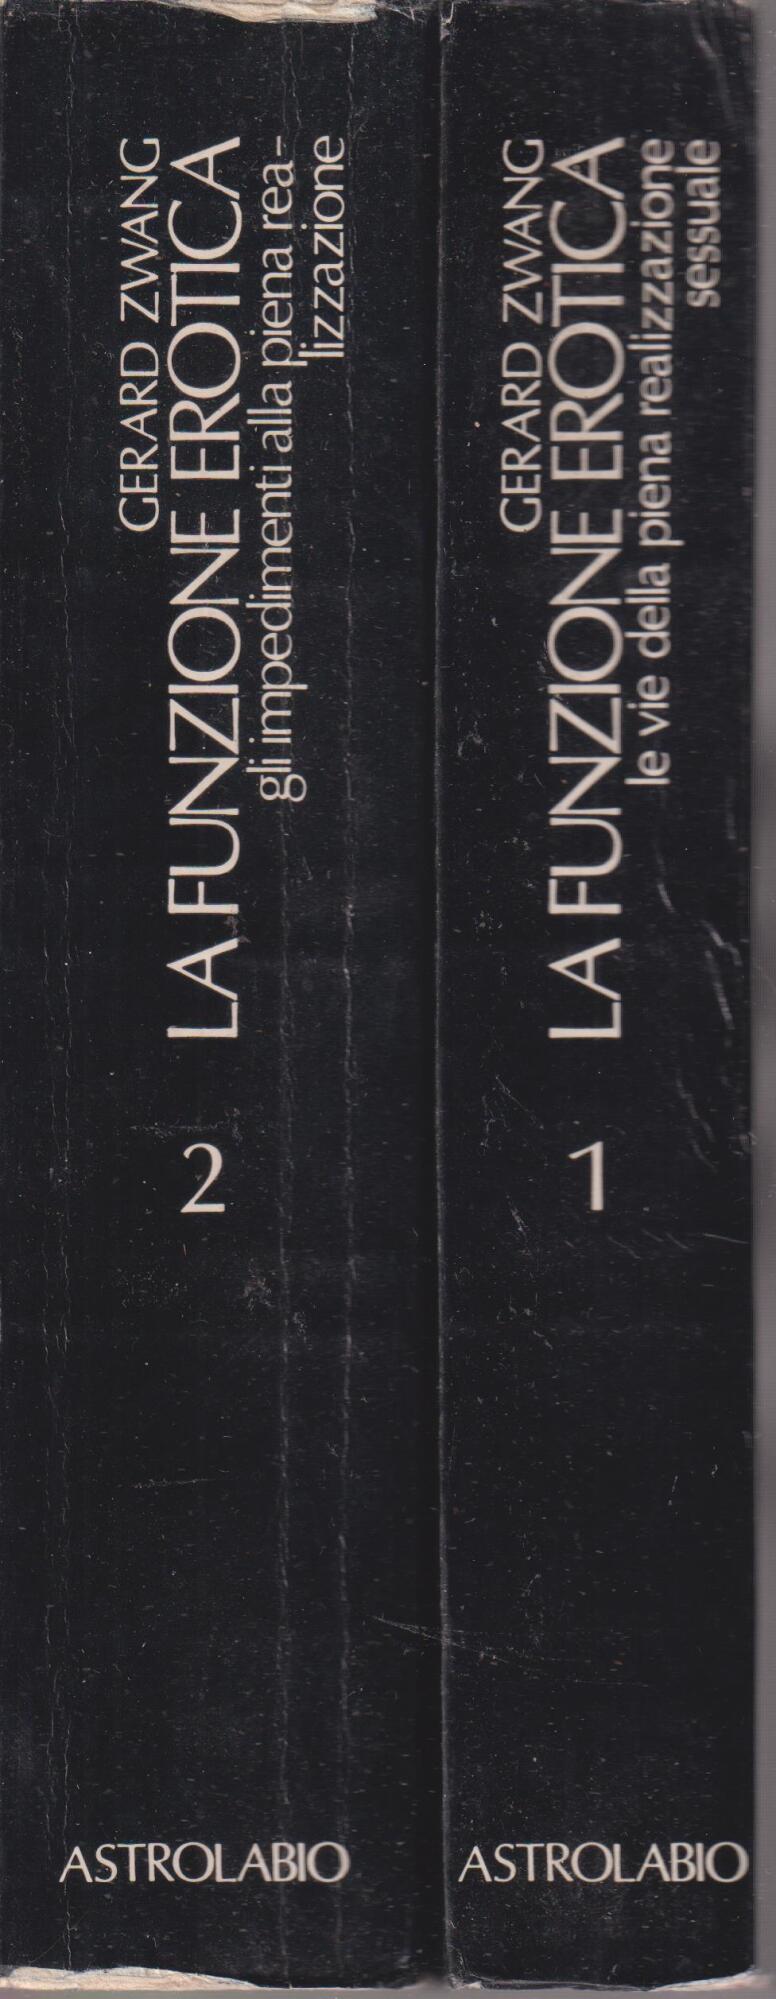 GERARD ZWANG
LA FUNZIONE EROTICA
gli impedimenti alla piena rea-
lizzazione
2
ASTROLABIO
GERARD ZWANG
LA FUNZIONE EROTICA
le vie della piena realizzazione
sessuale
1
ASTROLABIO